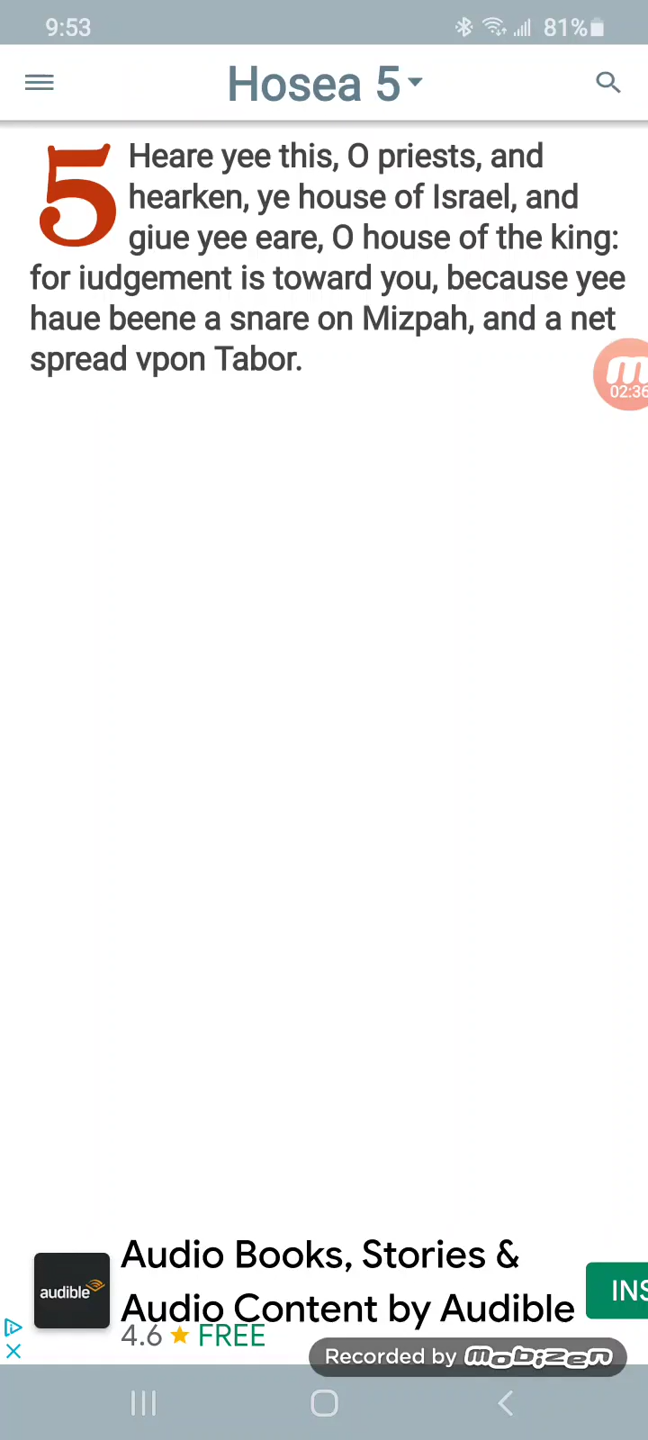 9:53
81%
Hosea 5
5 Heare yee this, O priests, and
hearken, ye house of Israel, and
giue yee eare, O house of the king:
for iudgement is toward you, because yee
haue beene a snare on Mizpah, and a net
spread vpon Tabor.
02:36
Audio Books, Stories &
audible
Audio Content by Audible
INS
4.6 ★ FREE
Recorded by mobizen